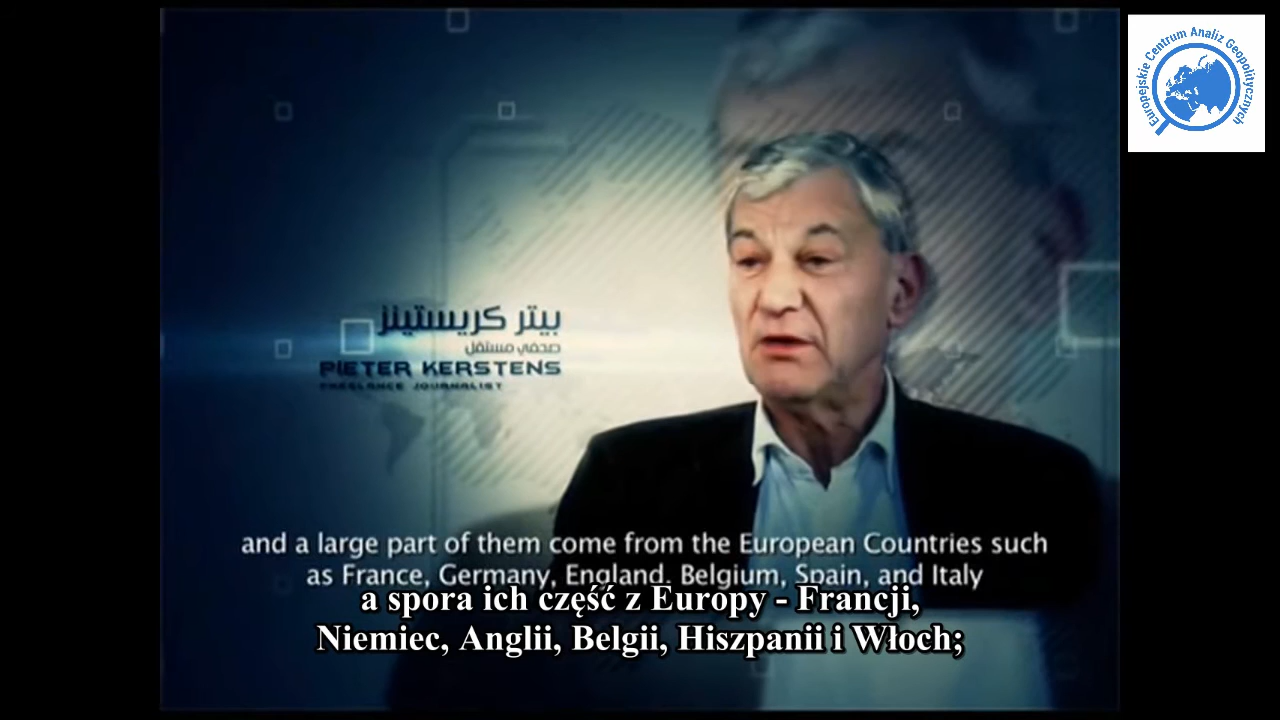 Europejskie Centrum Analiz Geopolitycznych
بيتر كريستينز
صحفي مستقل
PIETER KERSTENS
FREELANCE JOURNALIST
and a large part of them come from the European Countries such
as France, Germany, England, Belgium, Spain, and Italy
a spora ich część z Europy - Francji,
Niemiec, Anglii, Belgii, Hiszpanii i Włoch;